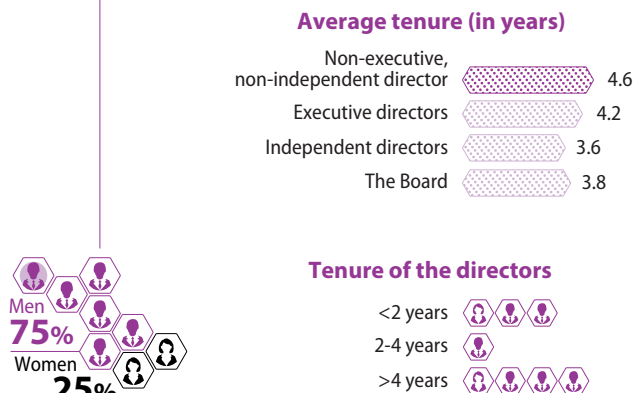 Average tenure (in years)
Non-executive,
non-independent director 4.6
Executive directors 4.2
Independent directors 3.6
The Board 3.8
Men
75%
Women
25%
Tenure of the directors
<2 years
2-4 years
>4 years